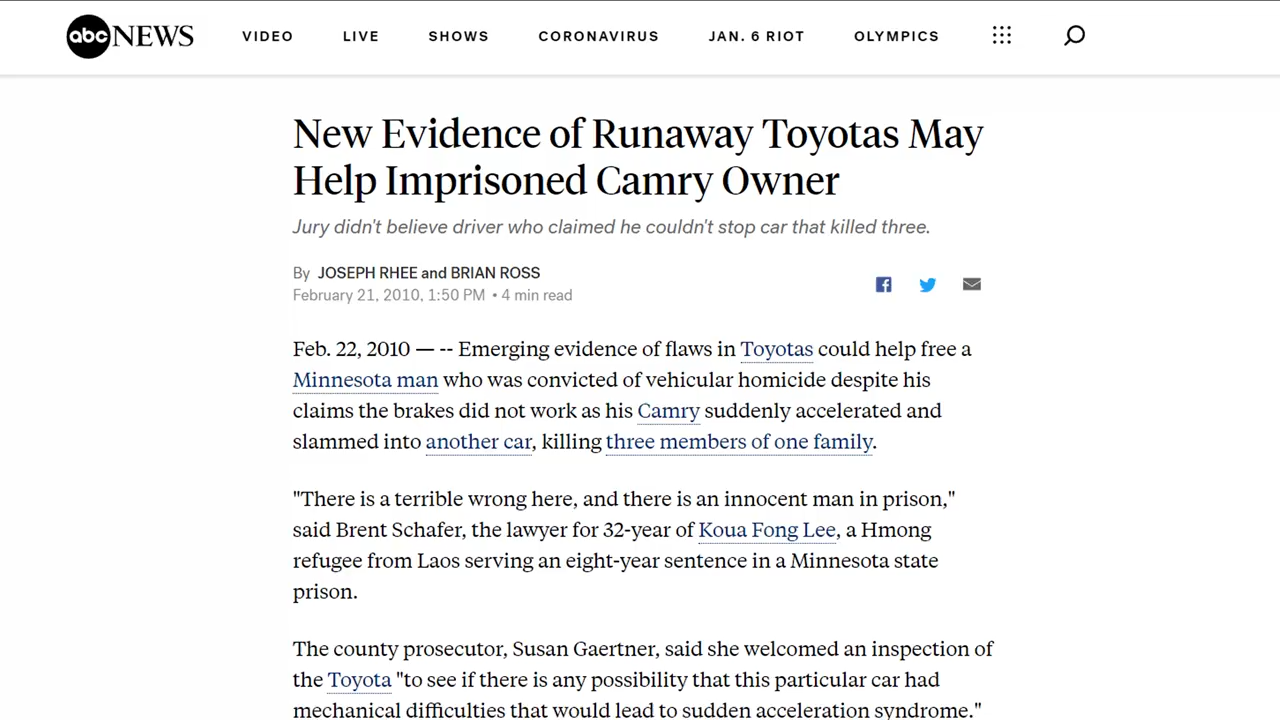 abc NEWS VIDEO LIVE SHOWS CORONAVIRUS JAN. 6 RIOT OLYMPICS
New Evidence of Runaway Toyotas May
Help Imprisoned Camry Owner
Jury didn't believe driver who claimed he couldn't stop car that killed three.
By JOSEPH RHEE and BRIAN ROSS
February 21, 2010, 1:50 PM • 4 min read
Feb. 22, 2010 — -- Emerging evidence of flaws in Toyotas could help free a
Minnesota man who was convicted of vehicular homicide despite his
claims the brakes did not work as his Camry suddenly accelerated and
slammed into another car, killing three members of one family.
"There is a terrible wrong here, and there is an innocent man in prison,"
said Brent Schafer, the lawyer for 32-year of Koua Fong Lee, a Hmong
refugee from Laos serving an eight-year sentence in a Minnesota state
prison.
The county prosecutor, Susan Gaertner, said she welcomed an inspection of
the Toyota "to see if there is any possibility that this particular car had
mechanical difficulties that would lead to sudden acceleration syndrome."